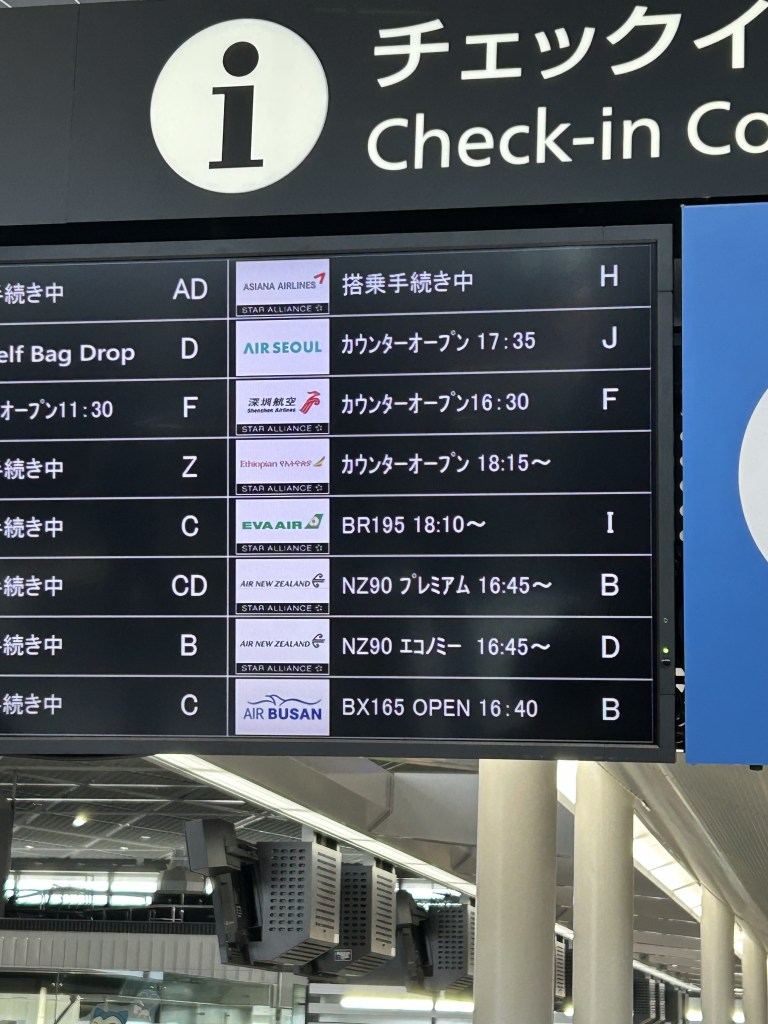 チェックイ
Check-in Co
手続き中 AD
ASIANA AIRLINES
STAR ALLIANCE
搭乗手続き中 H
elf Bag Drop D
AIR SEOUL
カウンターオープン 17:35 J
オープン11:30 F
深圳航空
Shenzhen Airlines
STAR ALLIANCE
カウンターオープン16:30 F
手続き中 Z
Ethiopian የኢትዮጵያ
STAR ALLIANCE
カウンターオープン 18:15～
手続き中 C
EVA AIR
STAR ALLIANCE
BR195 18:10～ I
手続き中 CD
AIR NEW ZEALAND
STAR ALLIANCE
NZ90 プレミアム 16:45～ B
手続き中 B
AIR NEW ZEALAND
STAR ALLIANCE
NZ90 エコノミー 16:45～ D
手続き中 C
AIR BUSAN
BX165 OPEN 16:40 B